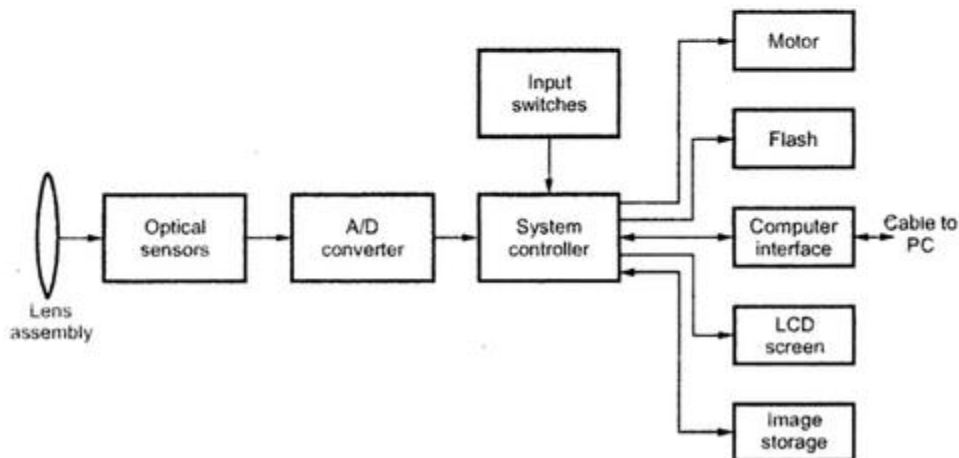 Motor
Input
switches
Flash
Optical
sensors
A/D
converter
System
controller
Computer
interface
Cable to
PC
Lens
assembly
LCD
screen
Image
storage